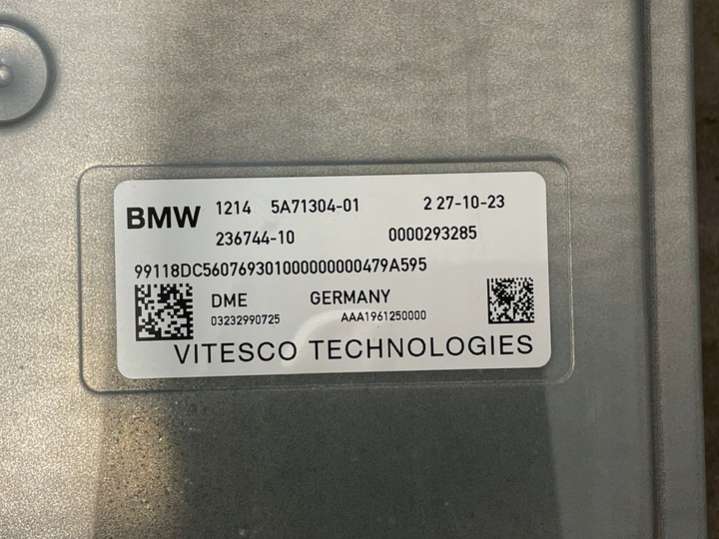 BMW 1214 5A71304-01 2 27-10-23
236744-10 0000293285
99118DC5607693010000000000479A595
DME GERMANY
03232990725 AAA1961250000
VITESCO TECHNOLOGIES